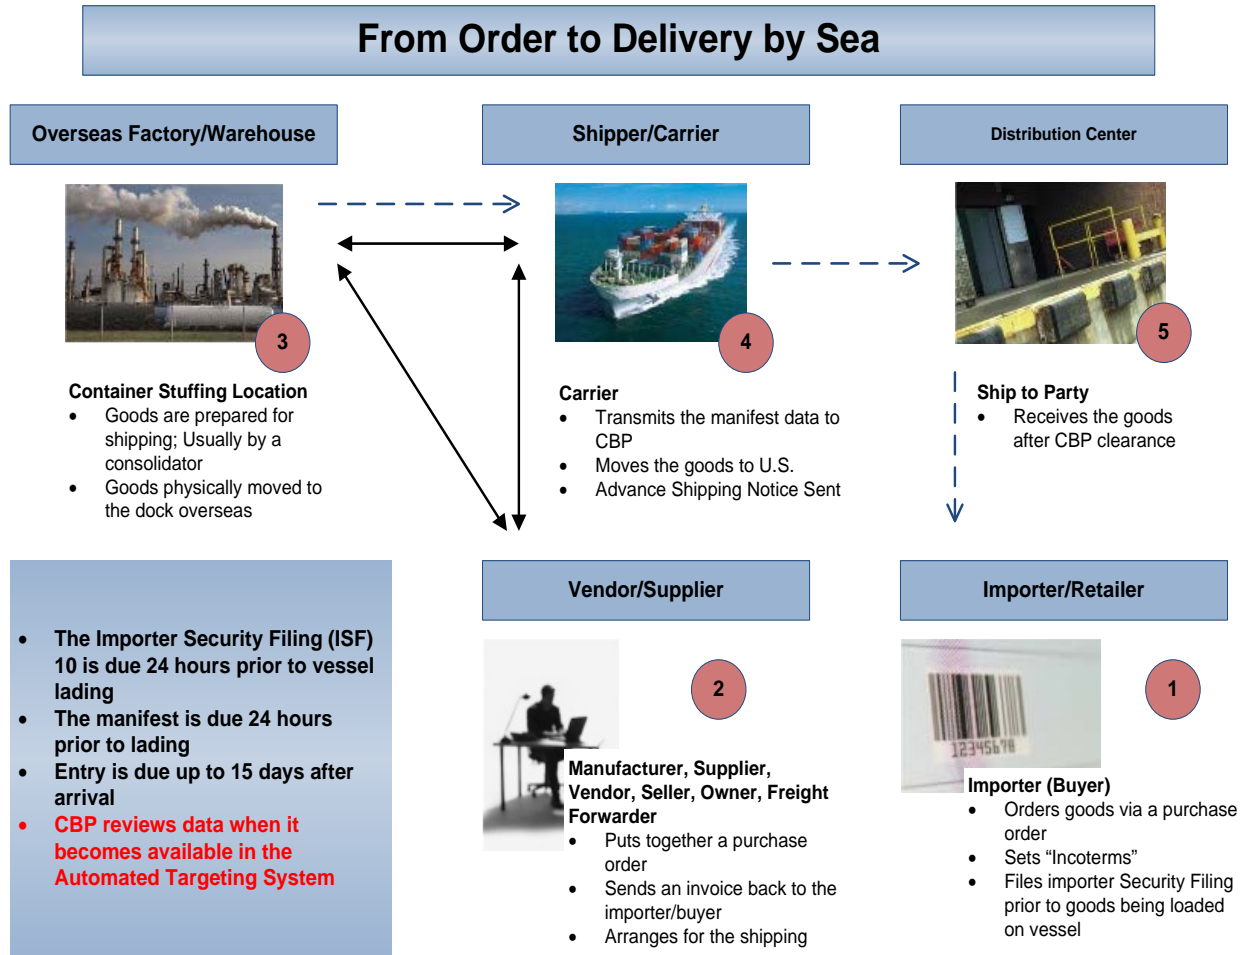 From Order to Delivery by Sea
Overseas Factory/Warehouse
Shipper/Carrier
Distribution Center
3
4
5
Container Stuffing Location
• Goods are prepared for
shipping; Usually by a
consolidator
• Goods physically moved to
the dock overseas
Carrier
• Transmits the manifest data to
CBP
• Moves the goods to U.S.
• Advance Shipping Notice Sent
Ship to Party
• Receives the goods
after CBP clearance
• The Importer Security Filing (ISF)
10 is due 24 hours prior to vessel
lading
• The manifest is due 24 hours
prior to lading
• Entry is due up to 15 days after
arrival
• CBP reviews data when it
becomes available in the
Automated Targeting System
Vendor/Supplier
2
Manufacturer, Supplier,
Vendor, Seller, Owner, Freight
Forwarder
• Puts together a purchase
order
• Sends an invoice back to the
importer/buyer
• Arranges for the shipping
Importer/Retailer
1
12345678
Importer (Buyer)
• Orders goods via a purchase
order
• Sets “Incoterms”
• Files importer Security Filing
prior to goods being loaded
on vessel